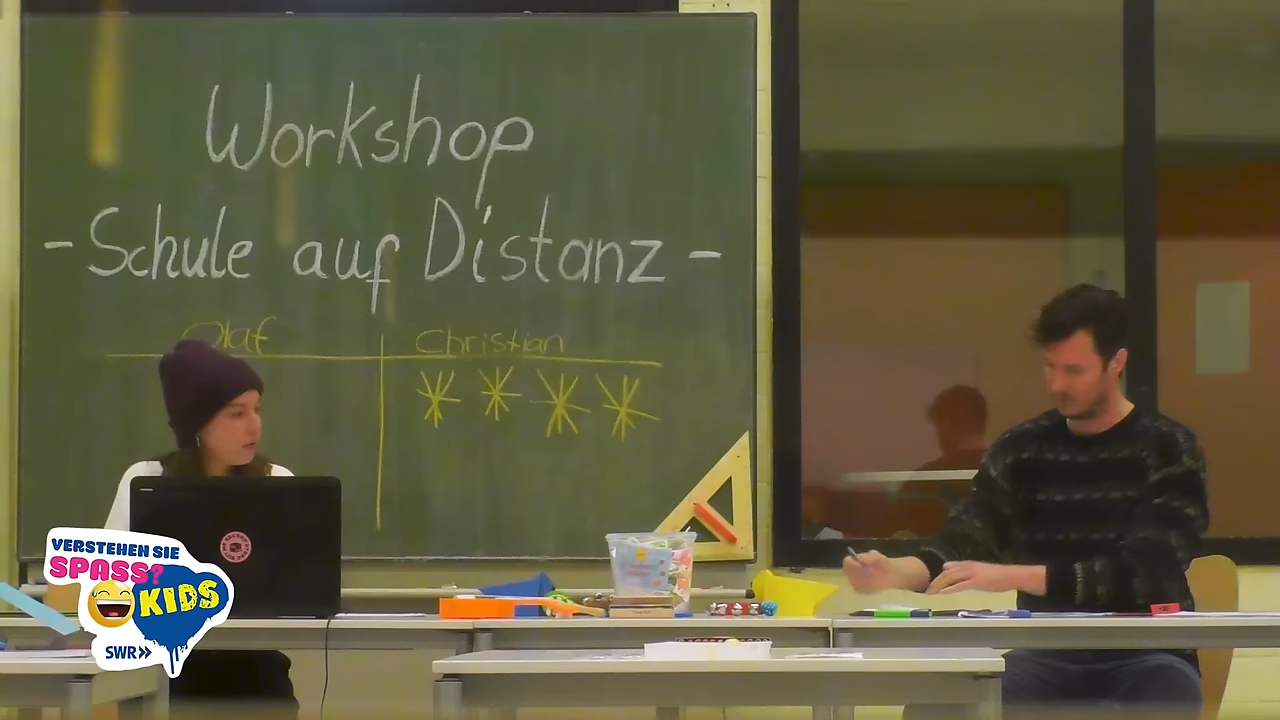 Workshop
- Schule auf Distanz -
Olaf Christian
VERSTEHEN SIE
SPASS?
KIDS
SWR»